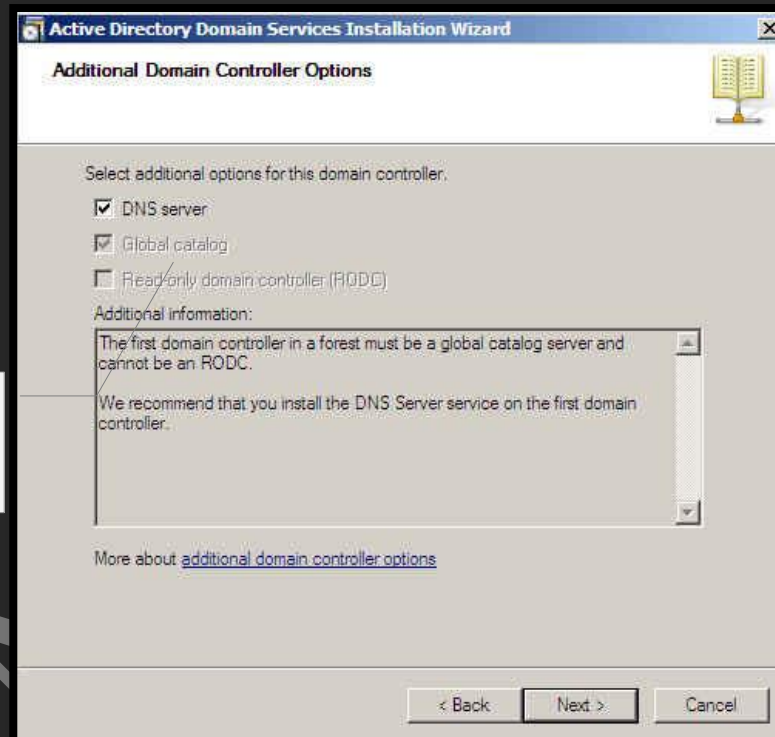 Active Directory Domain Services Installation Wizard
Additional Domain Controller Options
Select additional options for this domain controller.
DNS server
Global catalog
Read-only domain controller (RODC)
Additional information:
The first domain controller in a forest must be a global catalog server and
cannot be an RODC.
We recommend that you install the DNS Server service on the first domain
controller.
More about additional domain controller options
< Back
Next >
Cancel